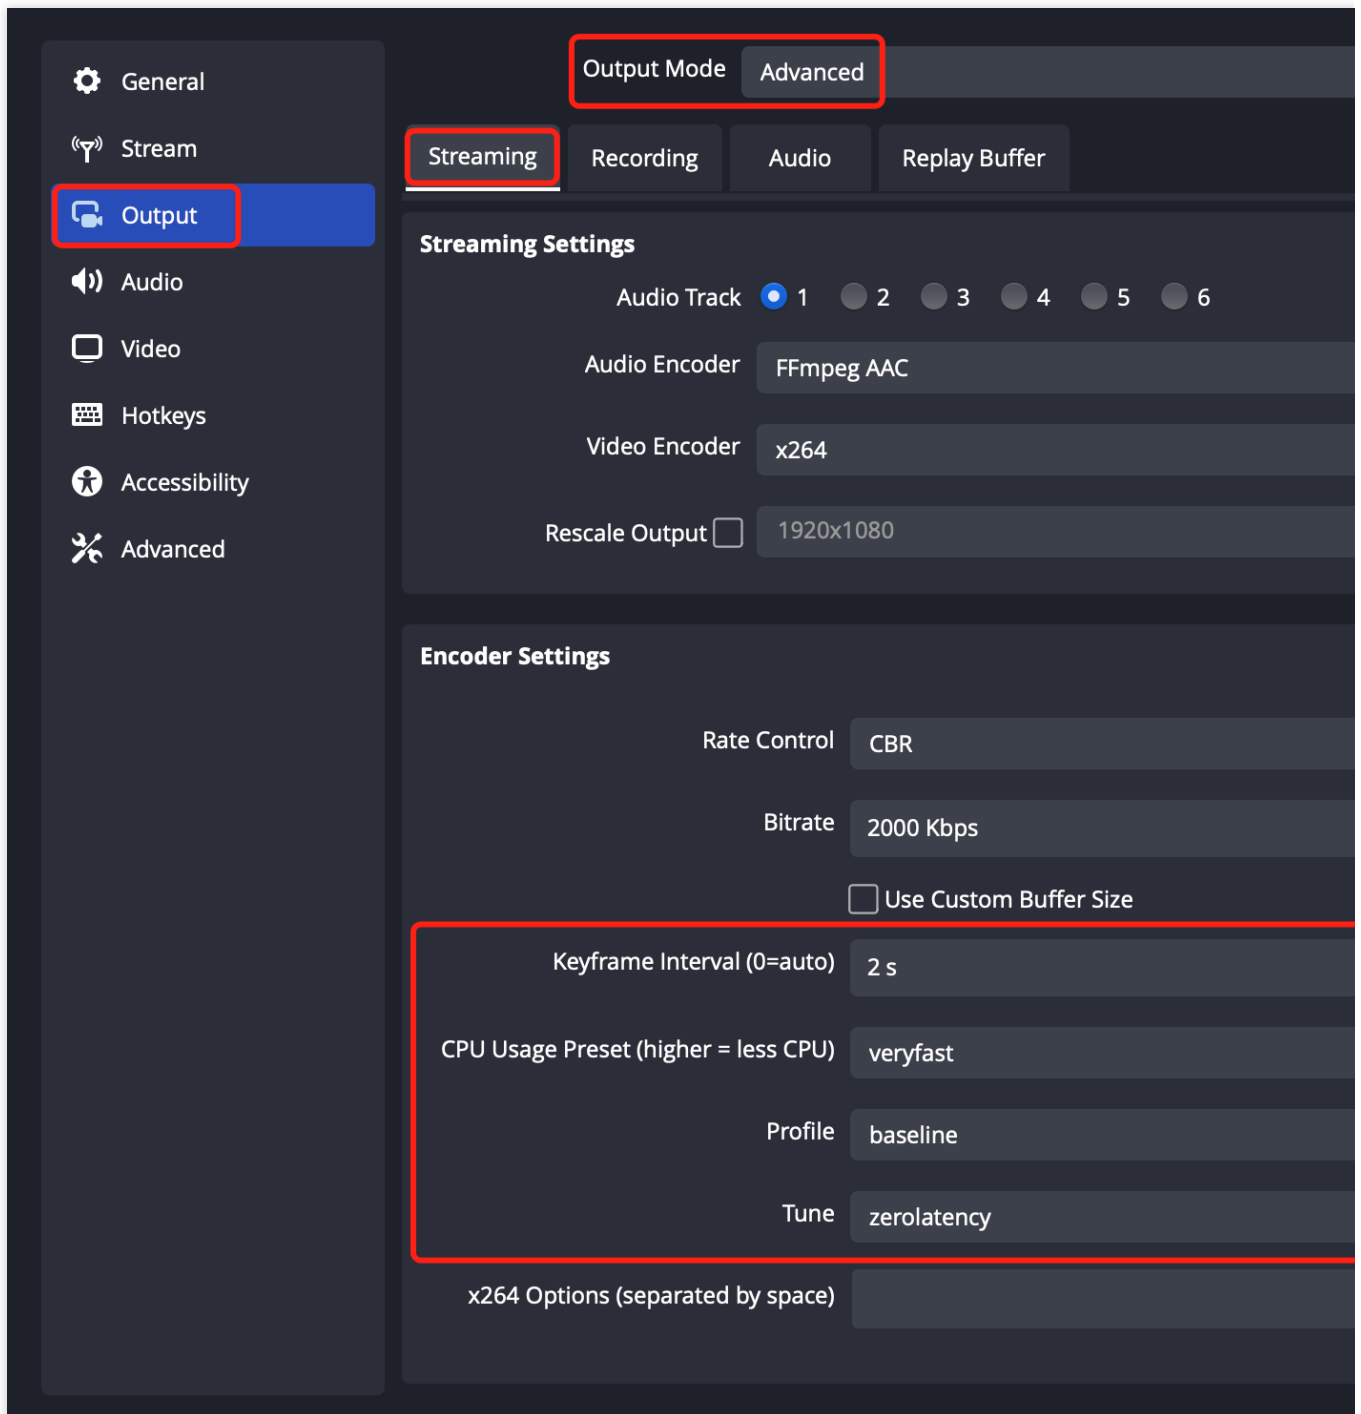 General
Stream
Output
Audio
Video
Hotkeys
Accessibility
Advanced
Output Mode Advanced
Streaming Recording Audio Replay Buffer
Streaming Settings
Audio Track 1 2 3 4 5 6
Audio Encoder FFmpeg AAC
Video Encoder x264
Rescale Output 1920x1080
Encoder Settings
Rate Control CBR
Bitrate 2000 Kbps
Use Custom Buffer Size
Keyframe Interval (0=auto) 2 s
CPU Usage Preset (higher = less CPU) veryfast
Profile baseline
Tune zerolatency
x264 Options (separated by space)